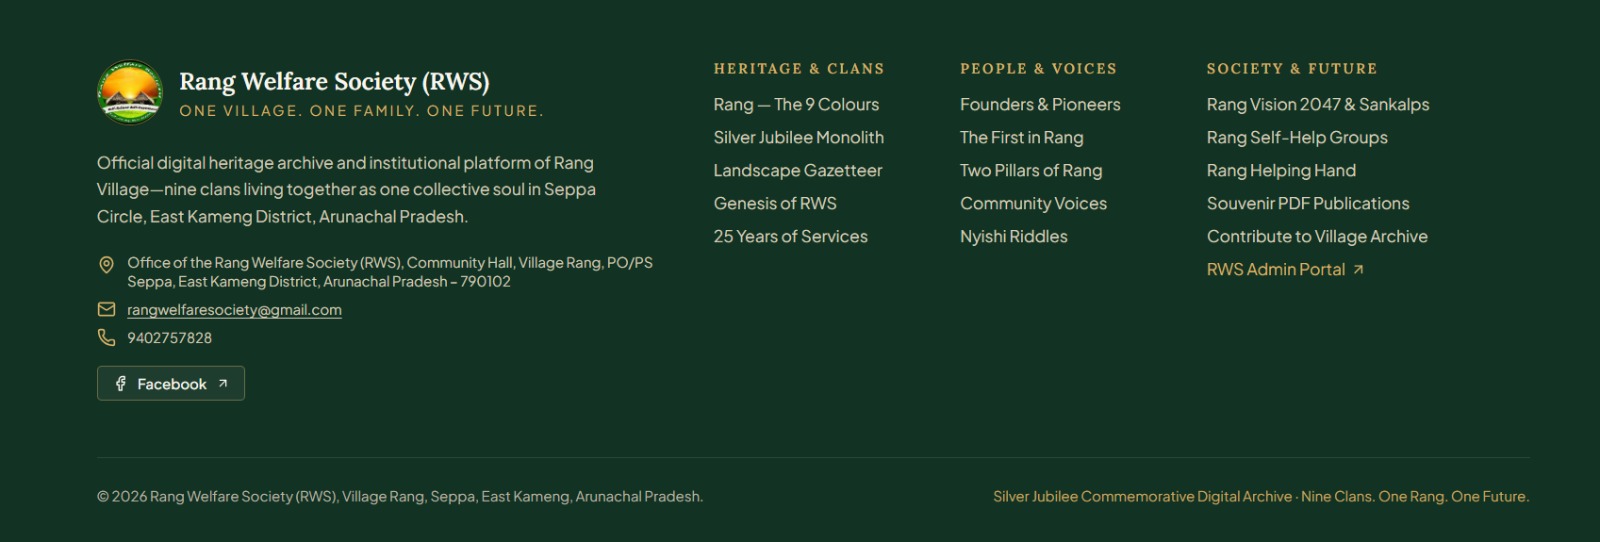 Rang Welfare Society (RWS)
ONE VILLAGE. ONE FAMILY. ONE FUTURE.
Official digital heritage archive and institutional platform of Rang
Village—nine clans living together as one collective soul in Seppa
Circle, East Kameng District, Arunachal Pradesh.
Office of the Rang Welfare Society (RWS), Community Hall, Village Rang, PO/PS
Seppa, East Kameng District, Arunachal Pradesh – 790102
rangwelfaresociety@gmail.com
9402757828
Facebook
HERITAGE & CLANS
Rang — The 9 Colours
Silver Jubilee Monolith
Landscape Gazetteer
Genesis of RWS
25 Years of Services
PEOPLE & VOICES
Founders & Pioneers
The First in Rang
Two Pillars of Rang
Community Voices
Nyishi Riddles
SOCIETY & FUTURE
Rang Vision 2047 & Sankalps
Rang Self-Help Groups
Rang Helping Hand
Souvenir PDF Publications
Contribute to Village Archive
RWS Admin Portal
© 2026 Rang Welfare Society (RWS), Village Rang, Seppa, East Kameng, Arunachal Pradesh.
Silver Jubilee Commemorative Digital Archive · Nine Clans. One Rang. One Future.